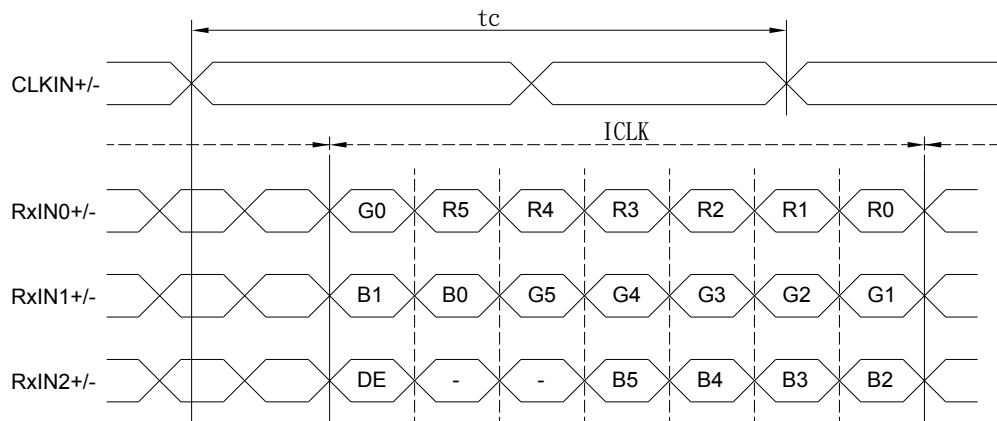 tc
CLKIN+/-
ICLK
RxIN0+/- G0 R5 R4 R3 R2 R1 R0
RxIN1+/- B1 B0 G5 G4 G3 G2 G1
RxIN2+/- DE - - B5 B4 B3 B2